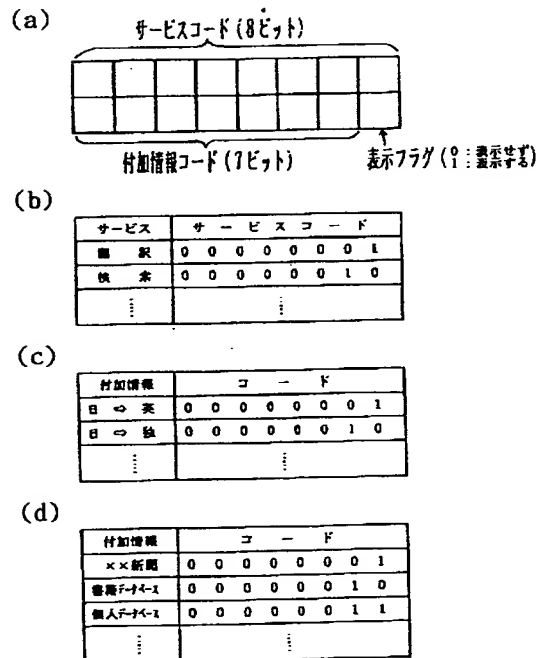 (a)
サービスコード(8ビット)
付加情報コード(7ビット)
表示フラグ(0:表示せず
1:表示する)
(b)
サービス サービスコード
翻訳 0 0 0 0 0 0 0 1
検索 0 0 0 0 0 0 1 0
(c)
付加情報 コード
日⇨英 0 0 0 0 0 0 0 1
日⇨独 0 0 0 0 0 0 1 0
(d)
付加情報 コード
××新聞 0 0 0 0 0 0 0 1
書籍データベース 0 0 0 0 0 0 1 0
個人データベース 0 0 0 0 0 0 1 1